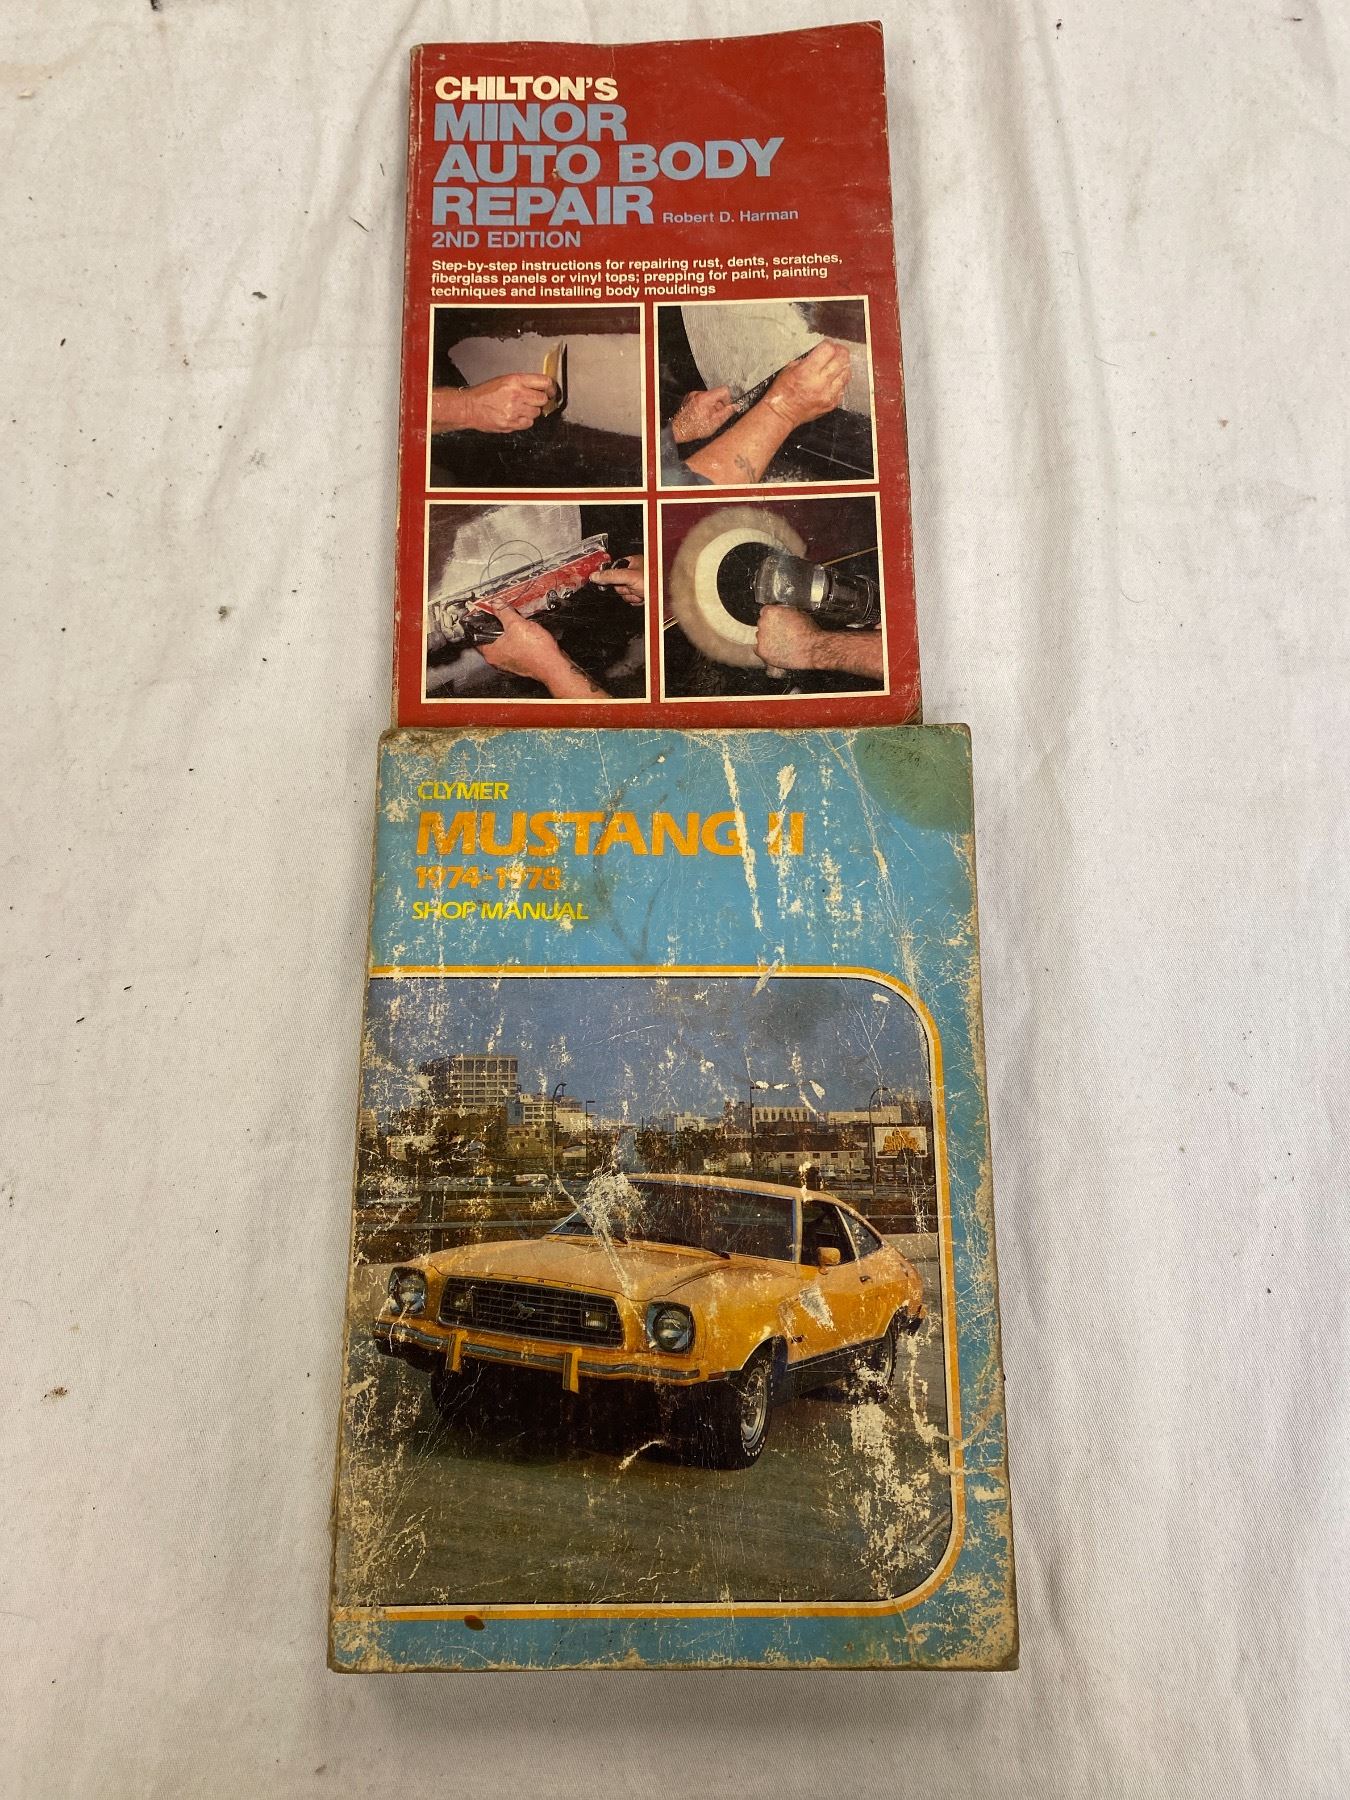 CHILTON'S
MINOR
AUTO BODY
REPAIR Robert D. Harman
2ND EDITION
Step-by-step instructions for repairing rust, dents, scratches,
fiberglass panels or vinyl tops; prepping for paint, painting
techniques and installing body mouldings
CLYMER
MUSTANG II
1974-1978
SHOP MANUAL